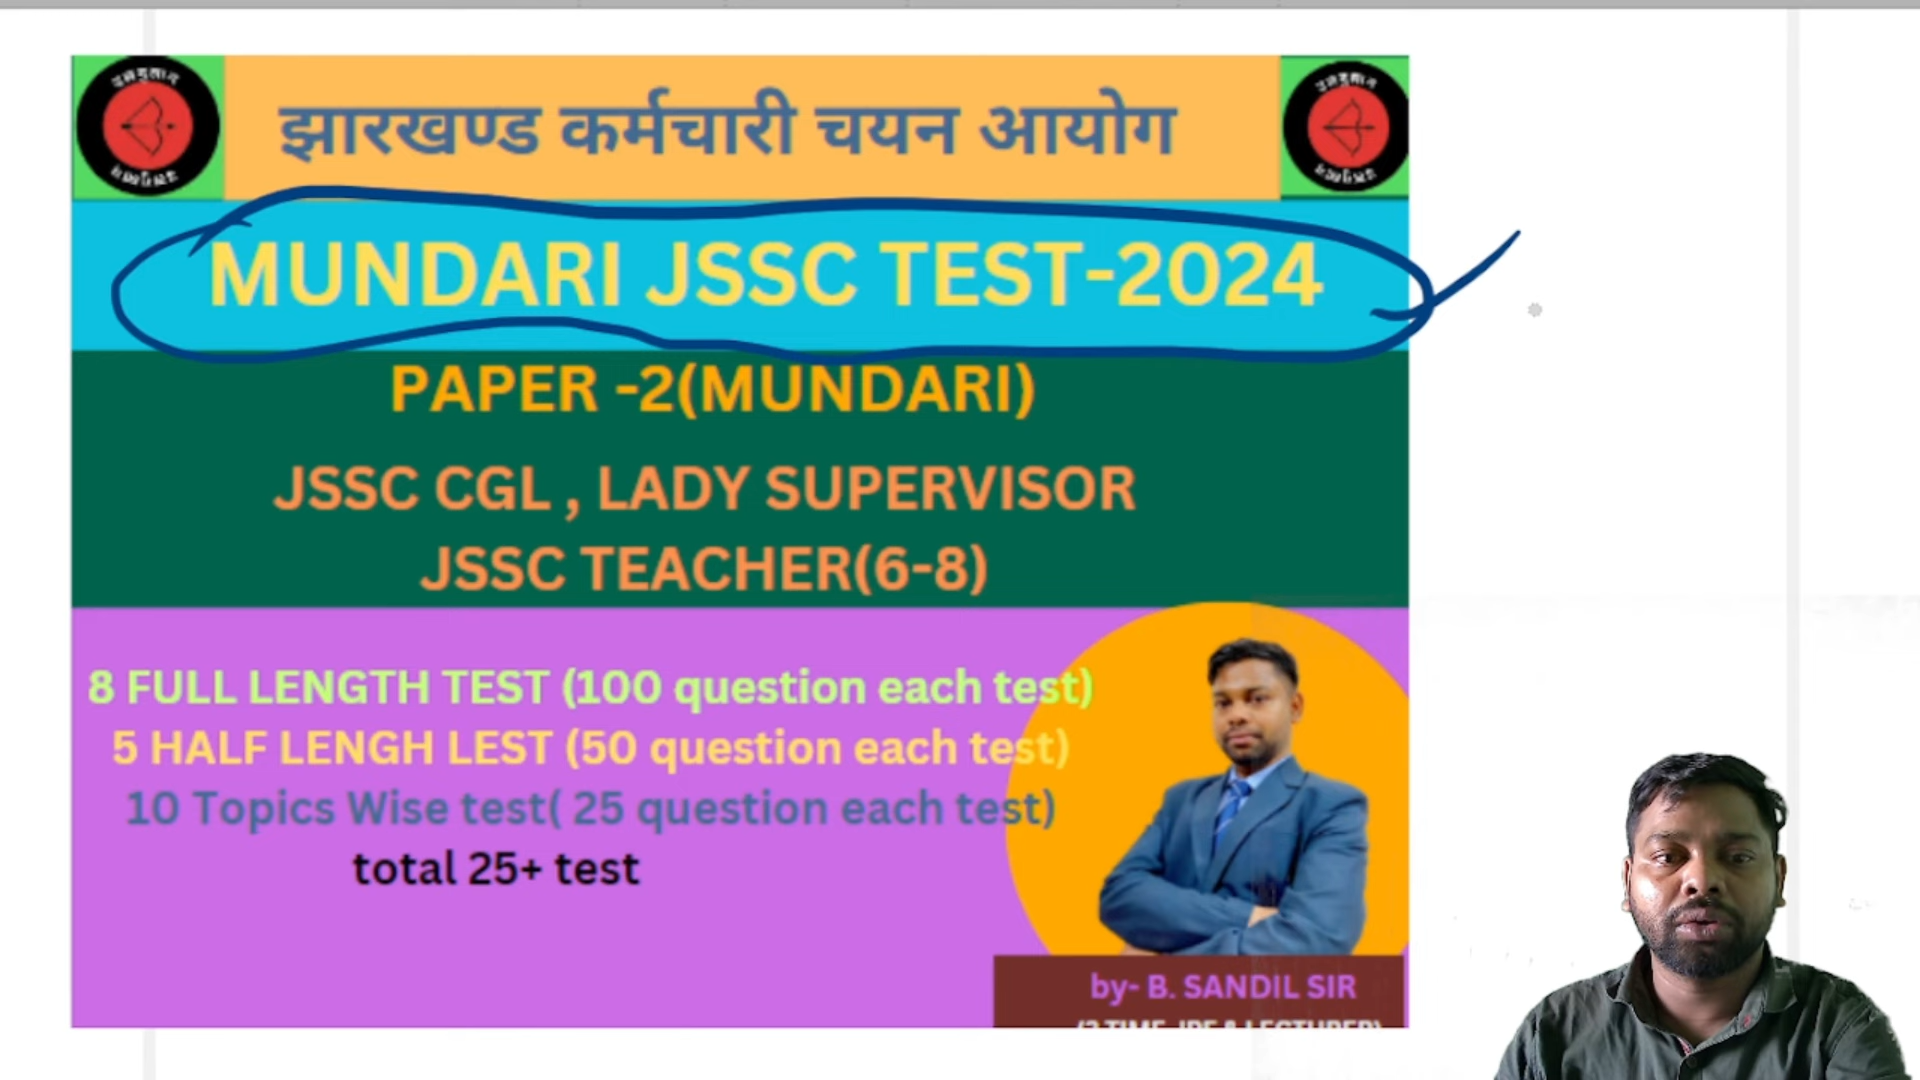 झारखण्ड कर्मचारी चयन आयोग
MUNDARI JSSC TEST-2024
PAPER -2(MUNDARI)
JSSC CGL , LADY SUPERVISOR
JSSC TEACHER(6-8)
8 FULL LENGTH TEST (100 question each test)
5 HALF LENGH LEST (50 question each test)
10 Topics Wise test( 25 question each test)
total 25+ test
by- B. SANDIL SIR